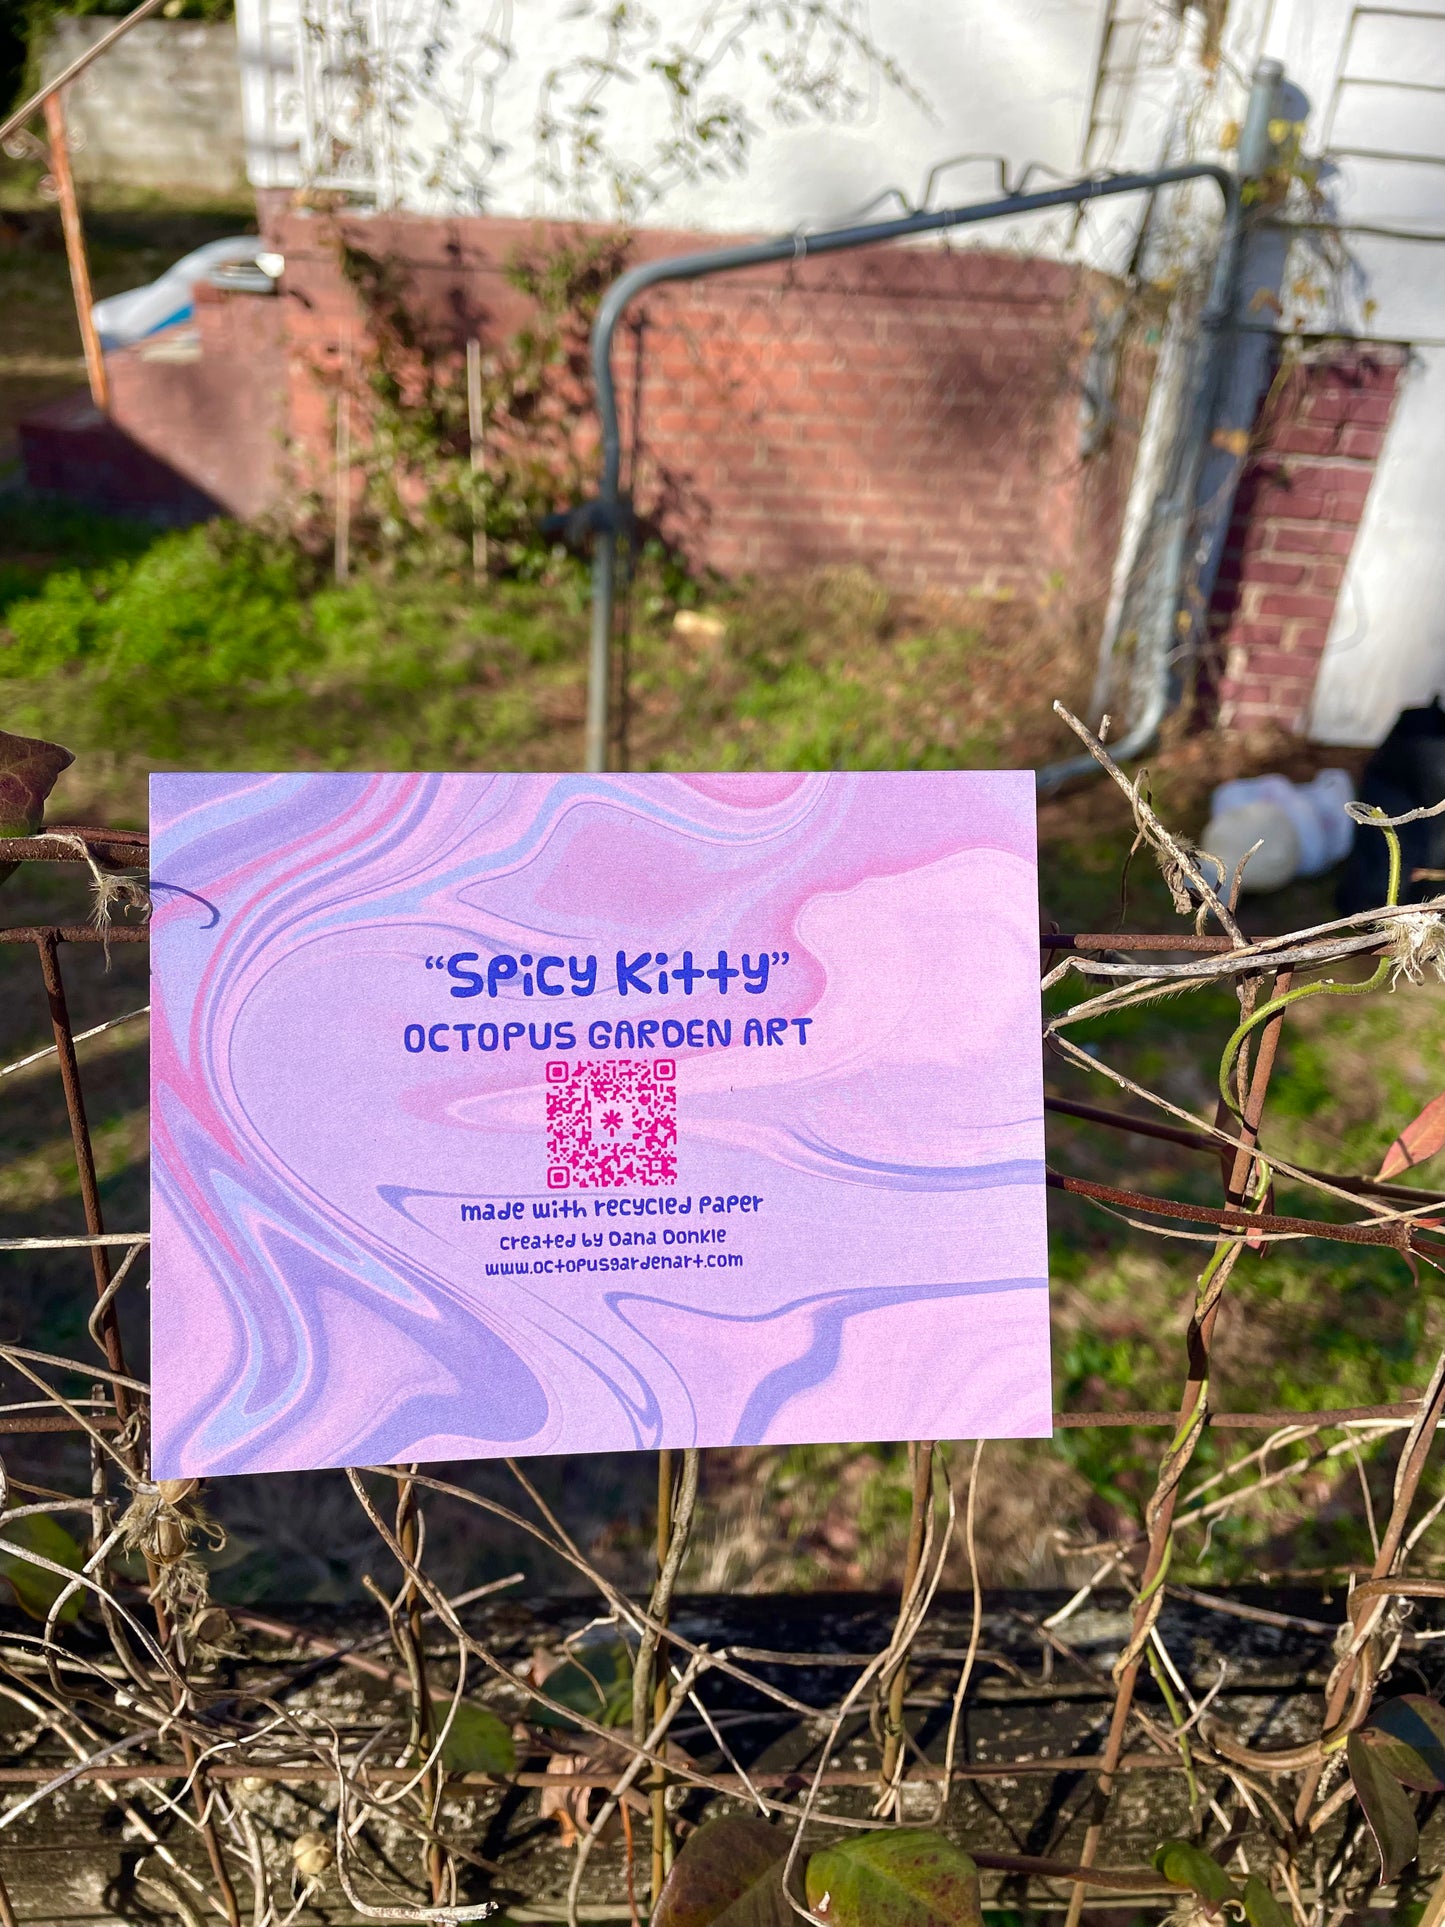 “Spicy Kitty”
OCTOPUS GARDEN ART
made with recycled paper
created by Dana Donkle
www.octopusgardenart.com